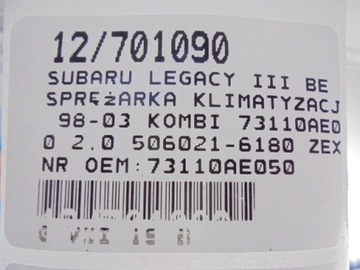 12/701090
SUBARU LEGACY III BE
SPRĘŻARKA KLIMATYZACJ
98-03 KOMBI 73110AE0
0 2.0 506021-6180 ZEX
NR OEM:73110AE050